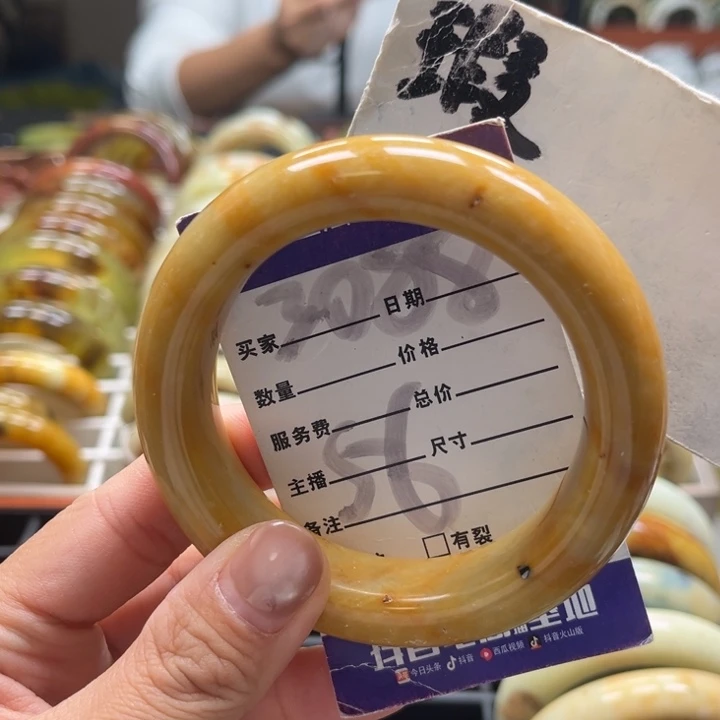 买家 日期
数量 价格
服务费 总价
主播 尺寸
备注
56
有裂
今日头条 抖音 西瓜视频 抖音火山版